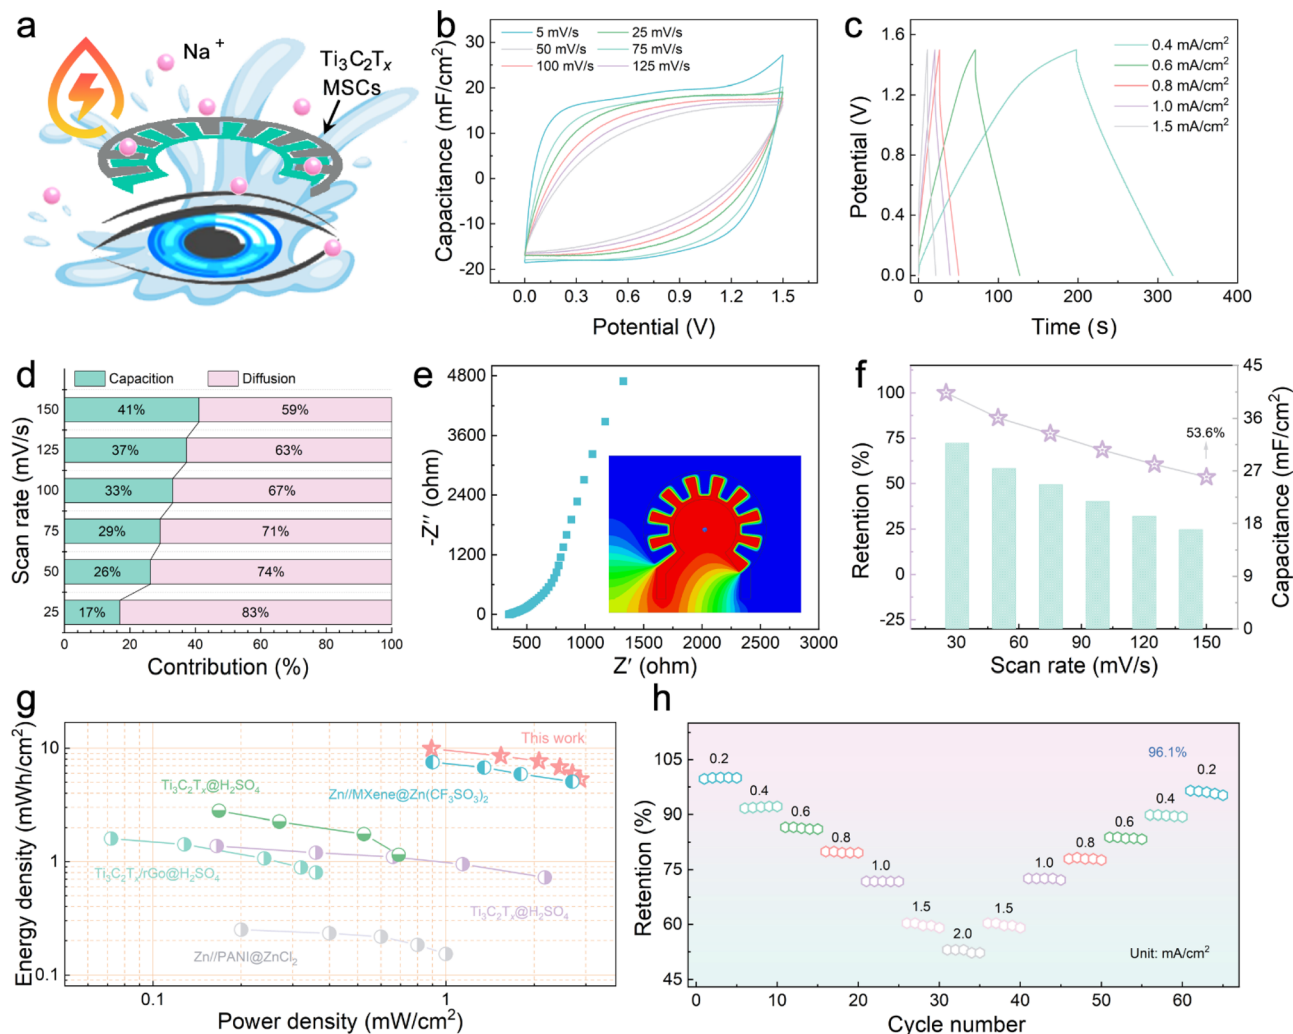 a
Na+
Ti3C2Tx
MSCs
b
Capacitance (mF/cm2)
30
20
10
0
-10
-20
5 mV/s
25 mV/s
50 mV/s
75 mV/s
100 mV/s
125 mV/s
0.0
0.3
0.6
0.9
1.2
1.5
Potential (V)
c
Potential (V)
1.6
1.2
0.8
0.4
0.0
0.4 mA/cm2
0.6 mA/cm2
0.8 mA/cm2
1.0 mA/cm2
1.5 mA/cm2
0
100
200
300
400
Time (s)
d
Capacition
Diffusion
Scan rate (mV/s)
150
41%
59%
125
37%
63%
100
33%
67%
75
29%
71%
50
26%
74%
25
17%
83%
0
20
40
60
80
100
Contribution (%)
e
-Z″ (ohm)
4800
3600
2400
1200
0
500
1000
1500
2000
2500
3000
Z′ (ohm)
f
Retention (%)
100
75
50
25
0
-25
53.6%
45
36
27
18
9
0
Capacitance (mF/cm2)
30
60
90
120
150
Scan rate (mV/s)
g
Energy density (mWh/cm2)
10
1
0.1
This work
Ti3C2Tx@H2SO4
Zn//MXene@Zn(CF3SO3)2
Ti3C2Tx/rGo@H2SO4
Ti3C2Tx@H2SO4
Zn//PANI@ZnCl2
0.1
1
Power density (mW/cm2)
h
Retention (%)
105
90
75
60
45
96.1%
0.2
0.4
0.6
0.8
1.0
1.5
2.0
1.5
1.0
0.8
0.6
0.4
0.2
Unit: mA/cm2
0
10
20
30
40
50
60
Cycle number